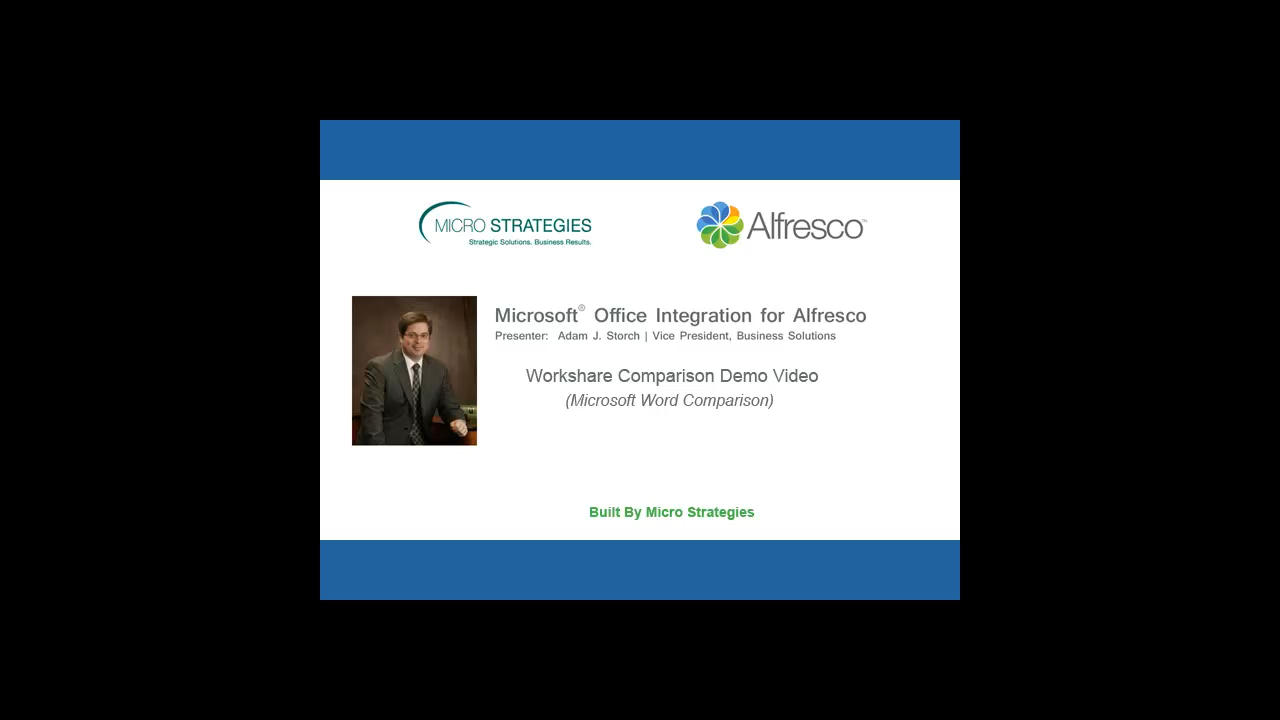 MICRO STRATEGIES
Strategic Solutions. Business Results.
Alfresco™
Microsoft® Office Integration for Alfresco
Presenter: Adam J. Storch | Vice President, Business Solutions
Workshare Comparison Demo Video
(Microsoft Word Comparison)
Built By Micro Strategies